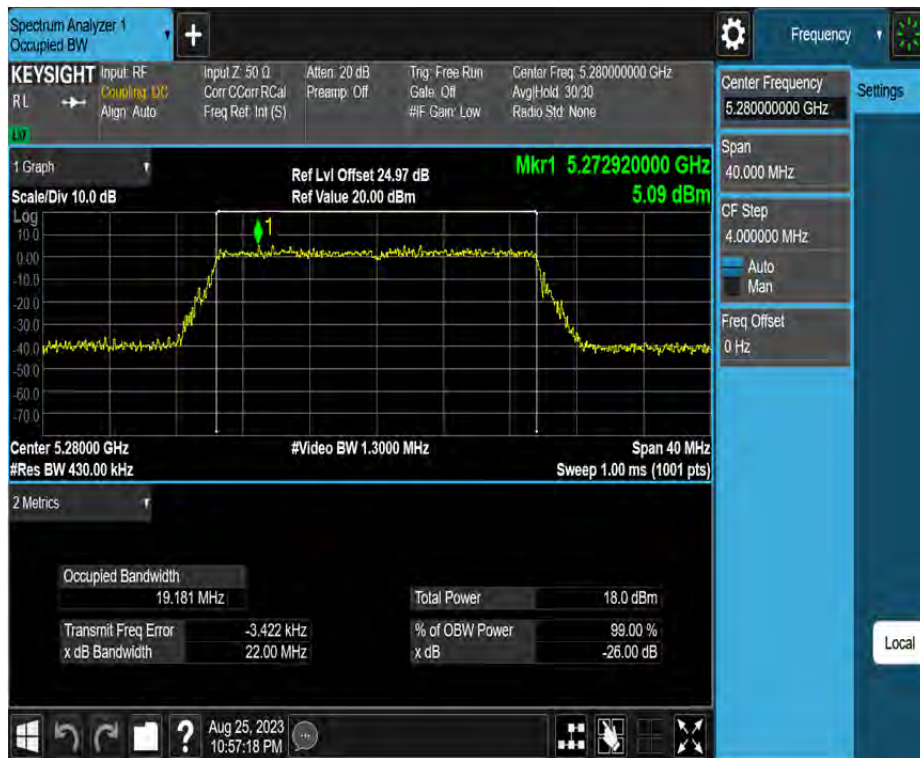 Spectrum Analyzer 1
Occupied BW
Frequency
KEYSIGHT
RL
Input: RF
Coupling: DC
Align: Auto
Input Z: 50 Ω
Corr CCorr RCal
Freq Ref: Int (S)
Atten: 20 dB
Preamp: Off
Trig: Free Run
Gate: Off
#IF Gain: Low
Center Freq: 5.280000000 GHz
Avg|Hold: 30/30
Radio Std: None
Center Frequency
5.280000000 GHz
Settings
Span
40.000 MHz
CF Step
4.000000 MHz
Auto
Man
Freq Offset
0 Hz
Local
1 Graph
Scale/Div 10.0 dB
Ref Lvl Offset 24.97 dB
Ref Value 20.00 dBm
Mkr1 5.272920000 GHz
5.09 dBm
Log
10.0
0.00
-10.0
-20.0
-30.0
-40.0
-50.0
-60.0
-70.0
1
Center 5.28000 GHz
#Video BW 1.3000 MHz
Span 40 MHz
#Res BW 430.00 kHz
Sweep 1.00 ms (1001 pts)
2 Metrics
Occupied Bandwidth
19.181 MHz
Total Power 18.0 dBm
Transmit Freq Error -3.422 kHz
% of OBW Power 99.00 %
x dB Bandwidth 22.00 MHz
x dB -26.00 dB
Aug 25, 2023
10:57:18 PM